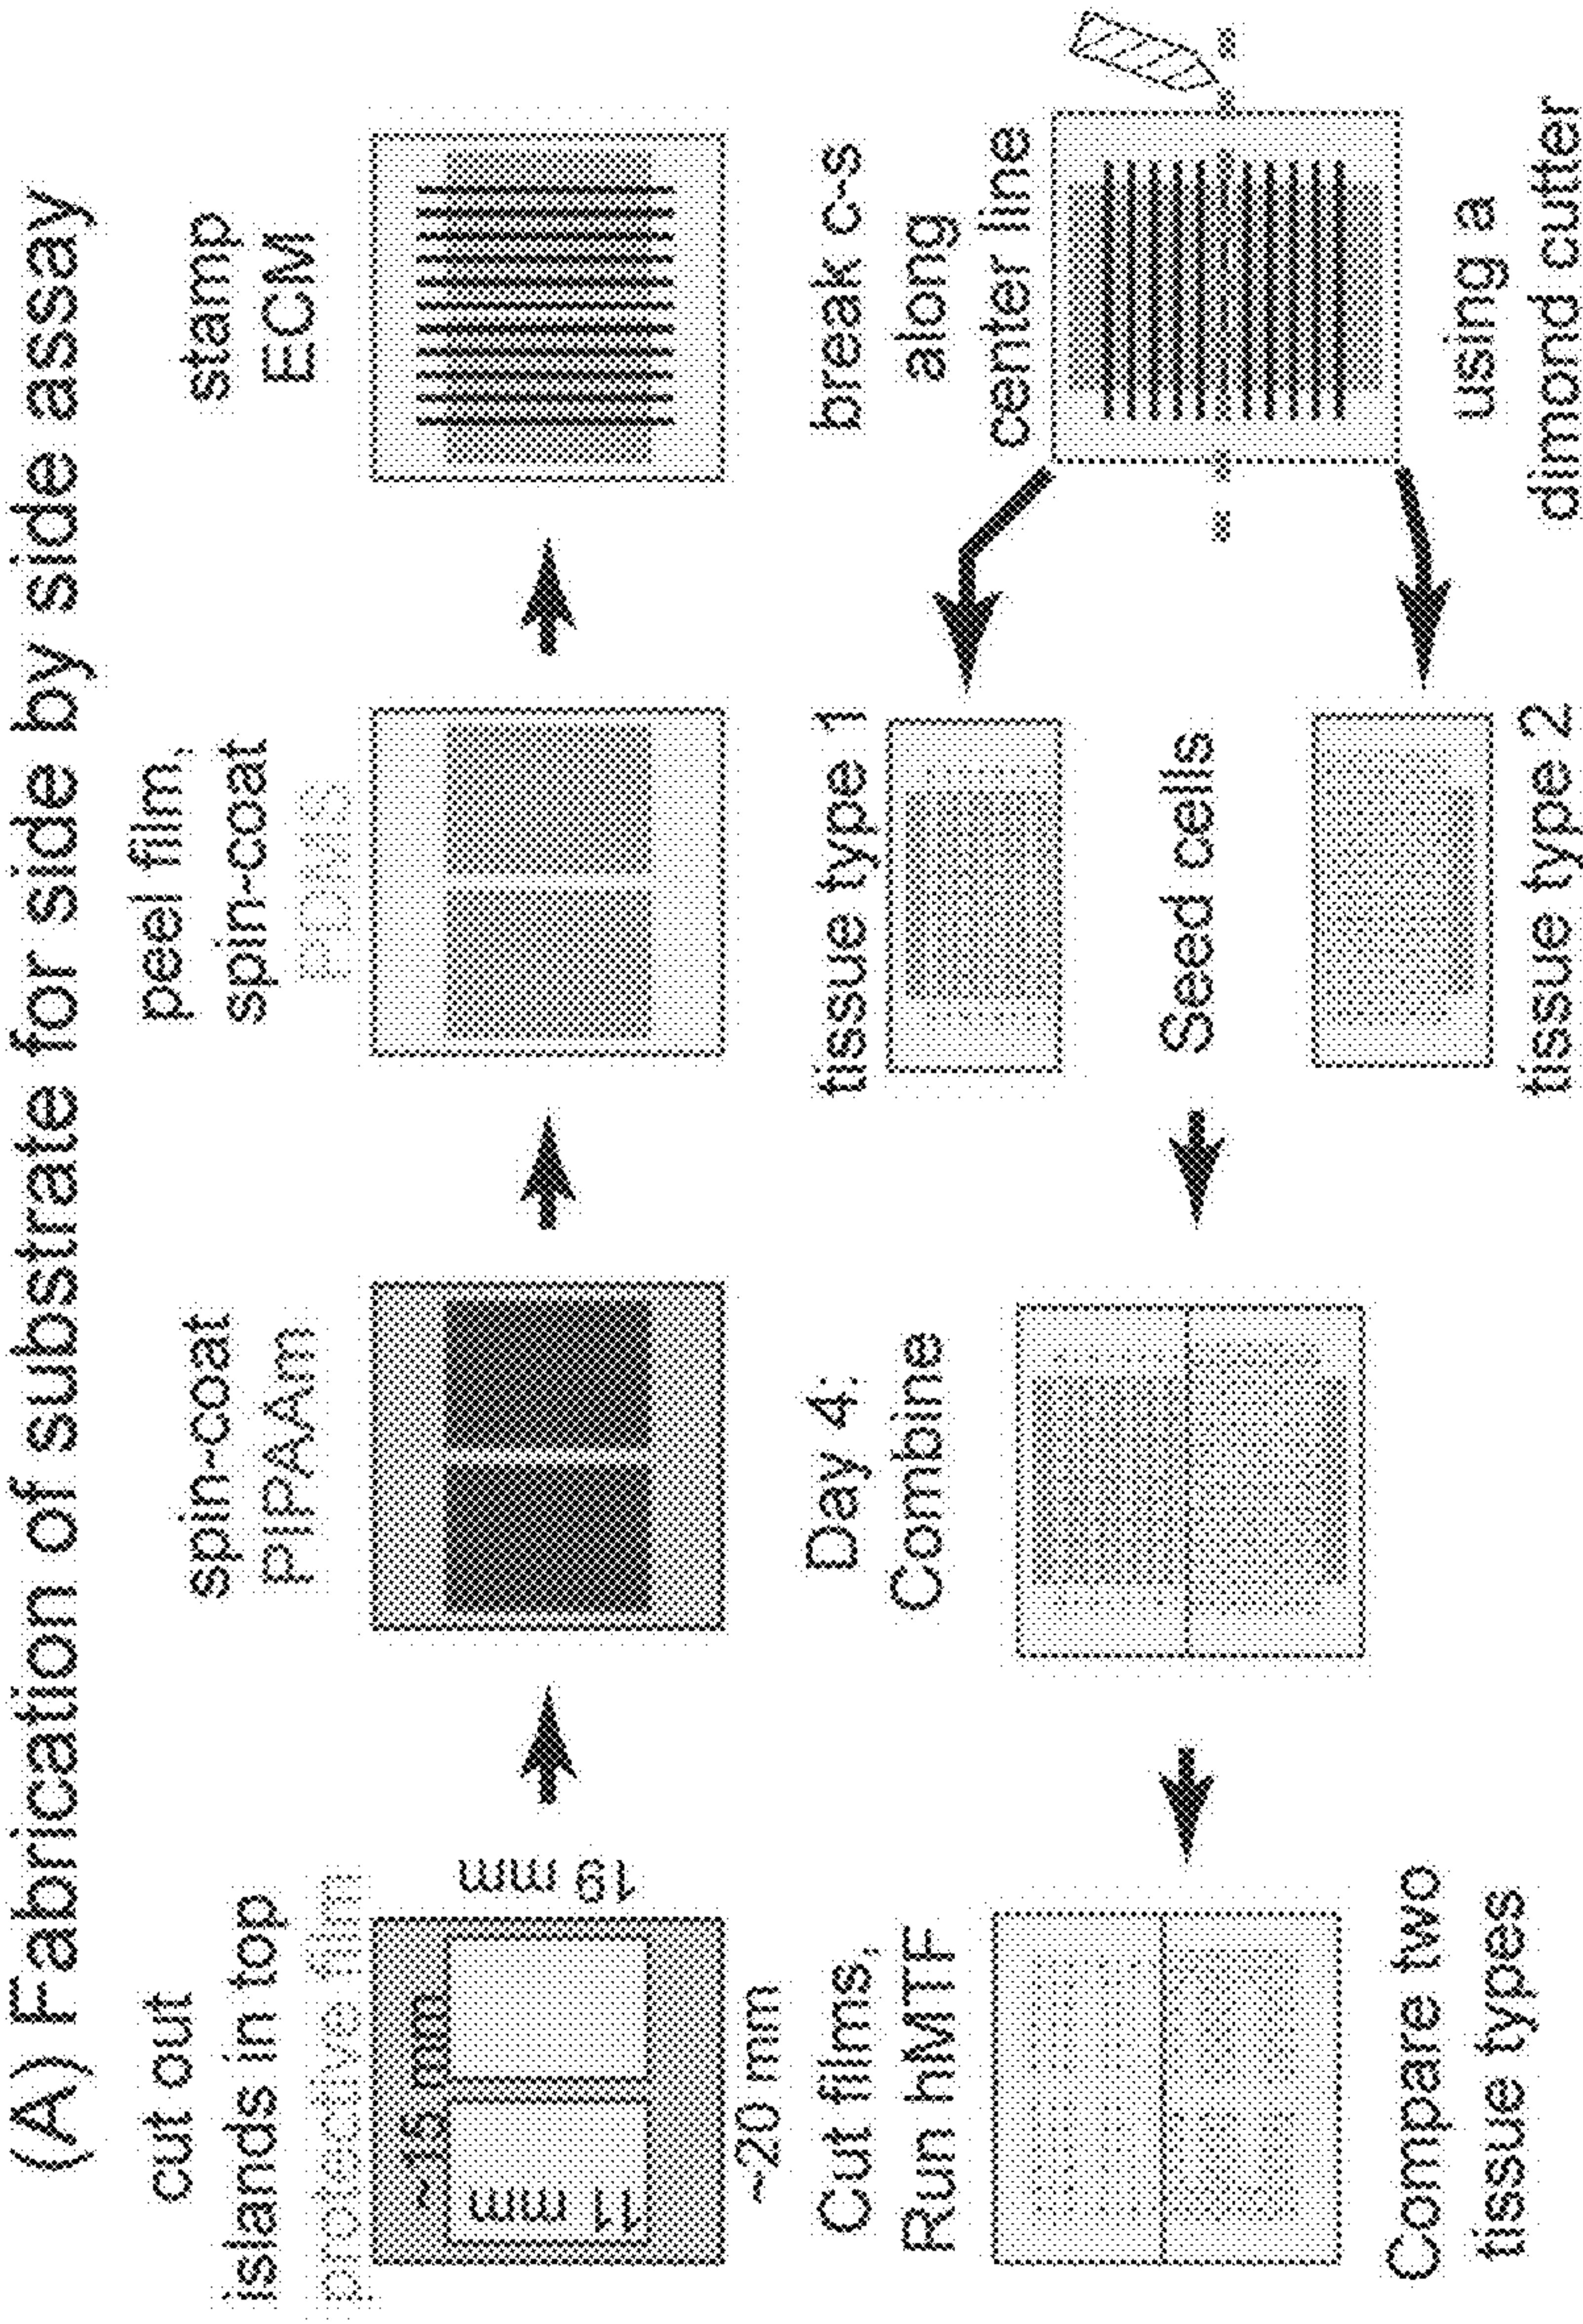 (A) Fabrication of substrate for side by side assay
cut out
islands in top
protective film
~15 mm
11 mm
19 mm
~20 mm
spin-coat
PIPAAm
peel film,
spin-coat
PDMS
stamp
ECM
break c-s
along
center line
using a
dimond cutter
tissue type 1
Seed cells
tissue type 2
Day 4:
Combine
Cut films,
Run hMTF
Compare two
tissue types